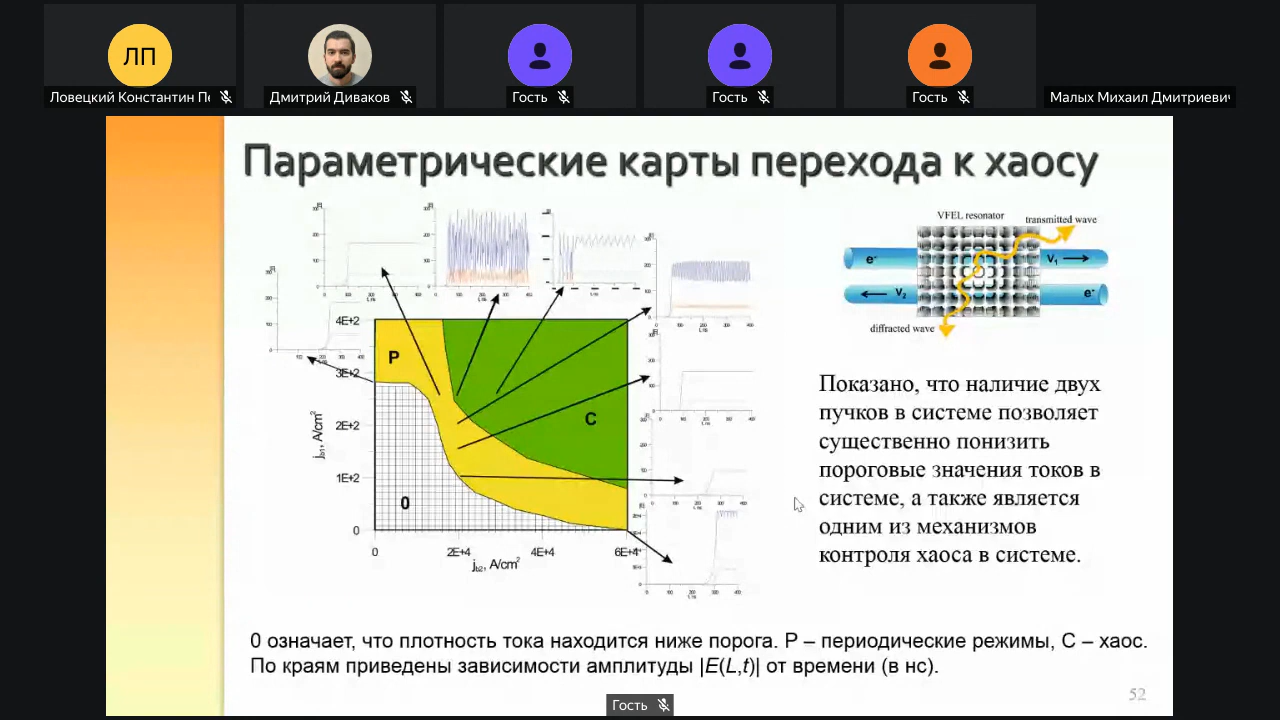 ЛП
Ловецкий Константин Пе
Дмитрий Диваков
Гость
Гость
Гость
Малых Михаил Дмитриевич
Параметрические карты перехода к хаосу
VFEL resonator
transmitted wave
e⁻
V₁
V₂
e⁻
diffracted wave
4E+2
3E+2
2E+2
1E+2
0
P
C
0
j_b1, A/cm²
0
2E+4
4E+4
6E+4
j_b2, A/cm²
Показано, что наличие двух
пучков в системе позволяет
существенно понизить
пороговые значения токов в
системе, а также является
одним из механизмов
контроля хаоса в системе.
0 означает, что плотность тока находится ниже порога. P – периодические режимы, C – хаос.
По краям приведены зависимости амплитуды |E(L,t)| от времени (в нс).
52
Гость